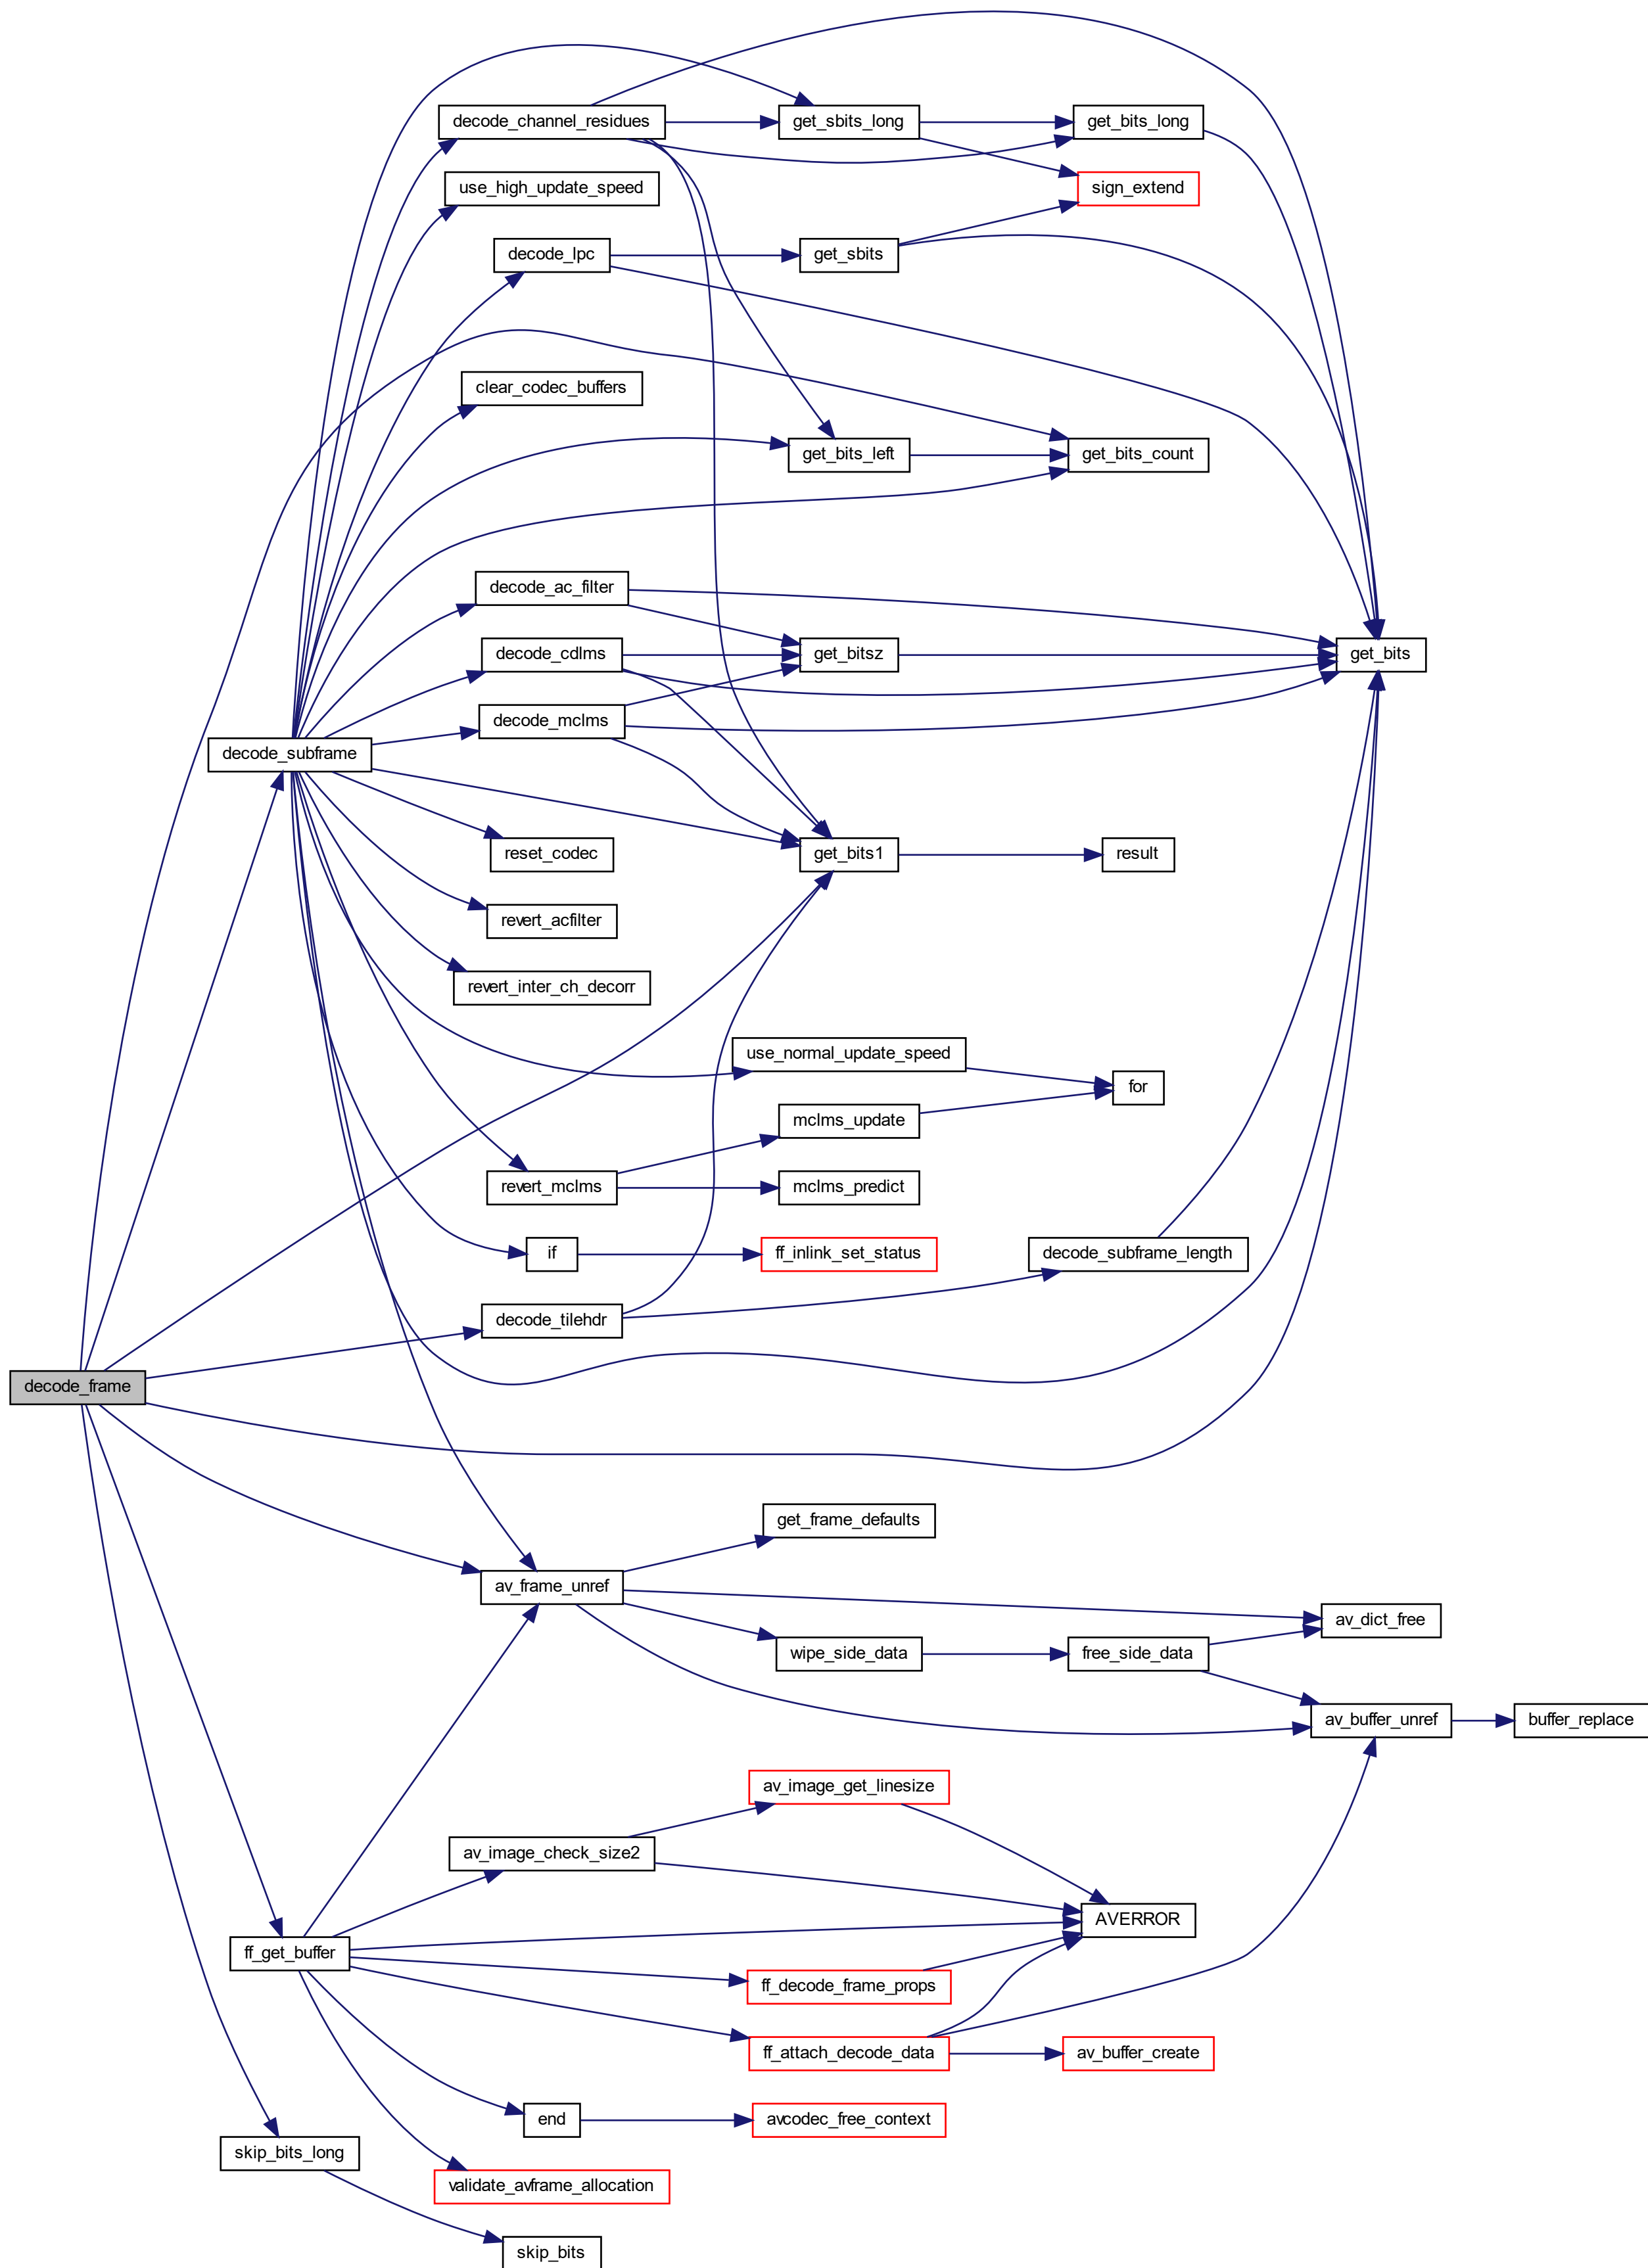 decode_channel_residues
get_sbits_long
get_bits_long
use_high_update_speed
sign_extend
decode_lpc
get_sbits
clear_codec_buffers
get_bits_left
get_bits_count
decode_ac_filter
decode_cdlms
get_bitsz
get_bits
decode_mclms
decode_subframe
reset_codec
get_bits1
result
revert_acfilter
revert_inter_ch_decorr
use_normal_update_speed
for
mclms_update
revert_mclms
mclms_predict
if
ff_inlink_set_status
decode_subframe_length
decode_tilehdr
decode_frame
get_frame_defaults
av_frame_unref
av_dict_free
wipe_side_data
free_side_data
av_buffer_unref
buffer_replace
av_image_get_linesize
av_image_check_size2
AVERROR
ff_get_buffer
ff_decode_frame_props
ff_attach_decode_data
av_buffer_create
end
avcodec_free_context
skip_bits_long
validate_avframe_allocation
skip_bits